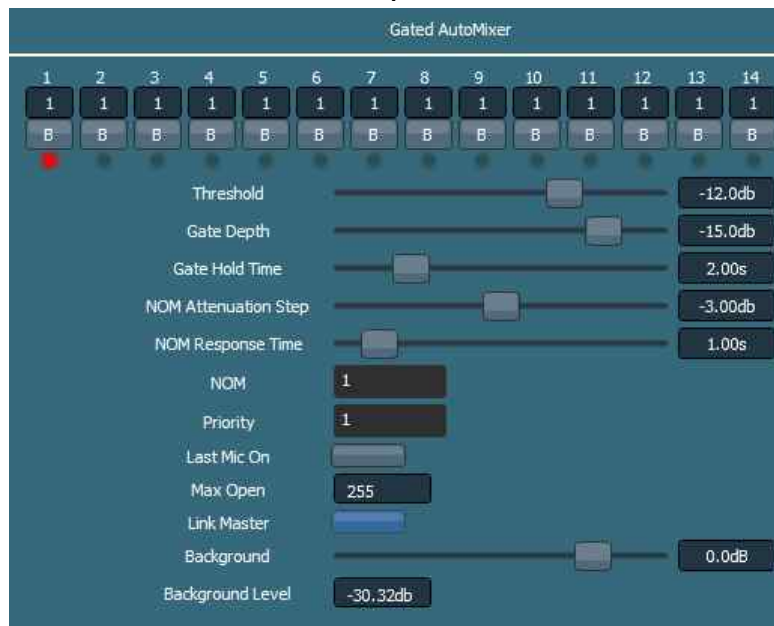 Gated AutoMixer
1 2 3 4 5 6 7 8 9 10 11 12 13 14
1 1 1 1 1 1 1 1 1 1 1 1 1 1
B B B B B B B B B B B B B B
Threshold -12.0db
Gate Depth -15.0db
Gate Hold Time 2.00s
NOM Attenuation Step -3.00db
NOM Response Time 1.00s
NOM 1
Priority 1
Last Mic On
Max Open 255
Link Master
Background 0.0dB
Background Level -30.32db